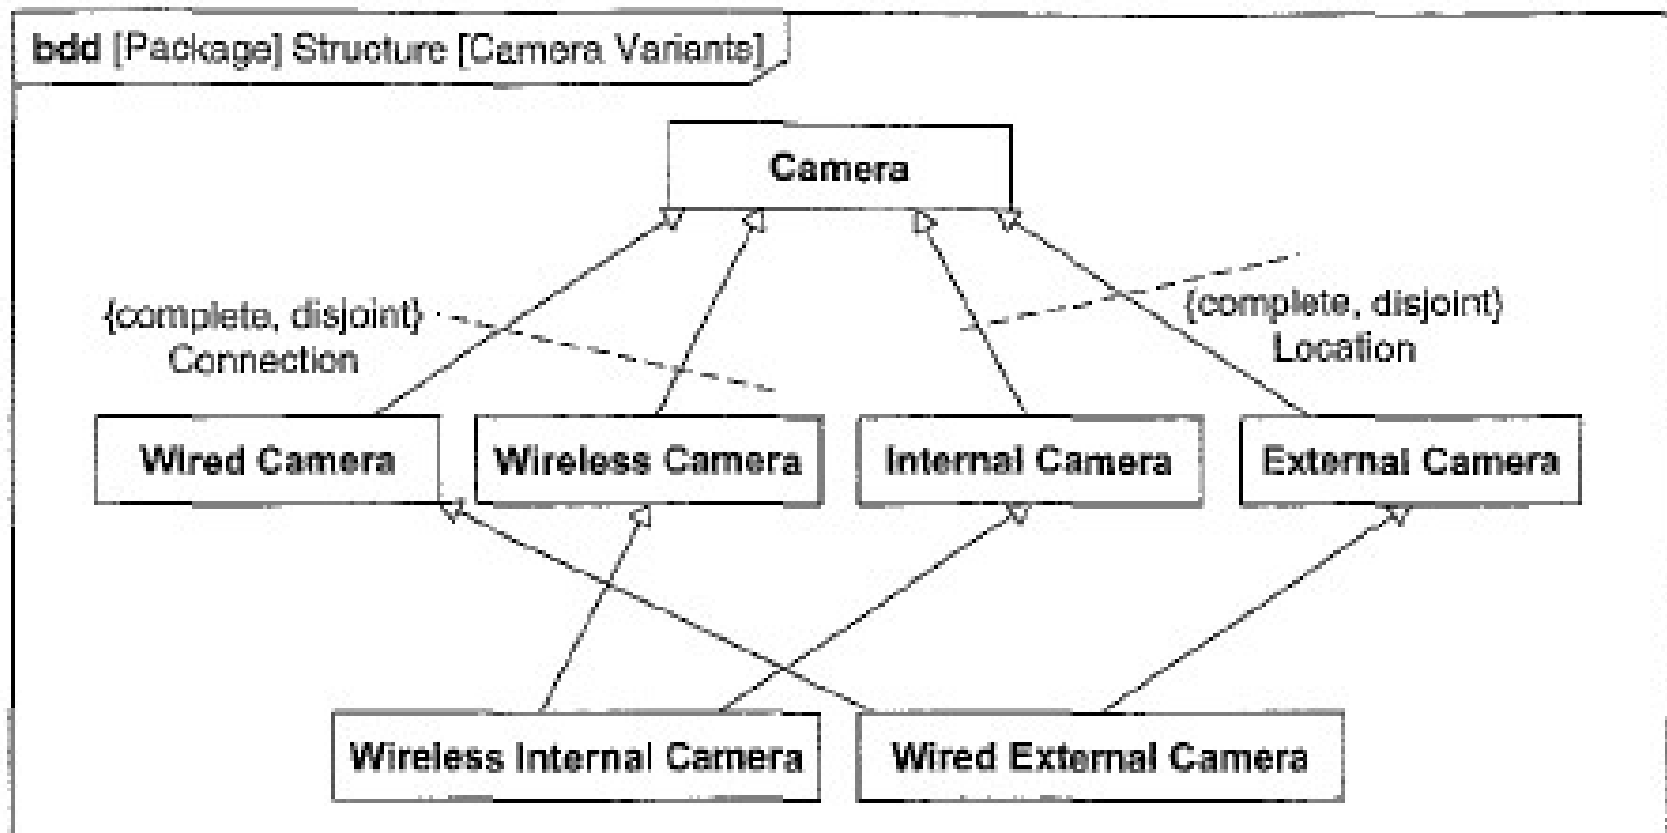 bdd [Package] Structure [Camera Variants]
Camera
{complete, disjoint}
Connection
{complete, disjoint}
Location
Wired Camera
Wireless Camera
Internal Camera
External Camera
Wireless Internal Camera
Wired External Camera